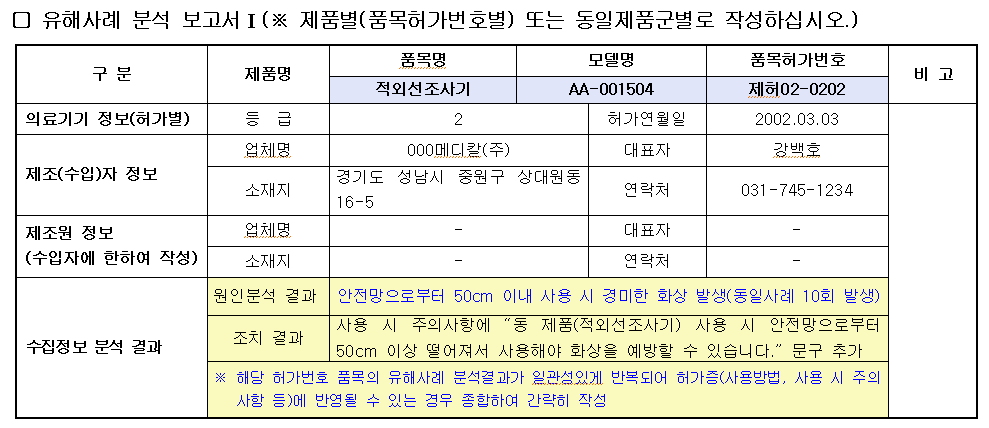 □ 유해사례 분석 보고서Ⅰ(※ 제품별(품목허가번호별) 또는 동일제품군별로 작성하십시오.)
구 분
제품명
품목명
모델명
품목허가번호
비 고
적외선조사기
AA-001504
제허02-0202
의료기기 정보(허가별)
등 급
2
허가연월일
2002.03.03
제조(수입)자 정보
업체명
000메디칼(주)
대표자
강백호
소재지
경기도 성남시 중원구 상대원동
16-5
연락처
031-745-1234
제조원 정보
(수입자에 한하여 작성)
업체명
-
대표자
-
소재지
-
연락처
-
수집정보 분석 결과
원인분석 결과
안전망으로부터 50cm 이내 사용 시 경미한 화상 발생(동일사례 10회 발생)
조치 결과
사용 시 주의사항에 “동 제품(적외선조사기) 사용 시 안전망으로부터
50cm 이상 떨어져서 사용해야 화상을 예방할 수 있습니다.” 문구 추가
※ 해당 허가번호 품목의 유해사례 분석결과가 일관성있게 반복되어 허가증(사용방법, 사용 시 주의
사항 등)에 반영될 수 있는 경우 종합하여 간략히 작성